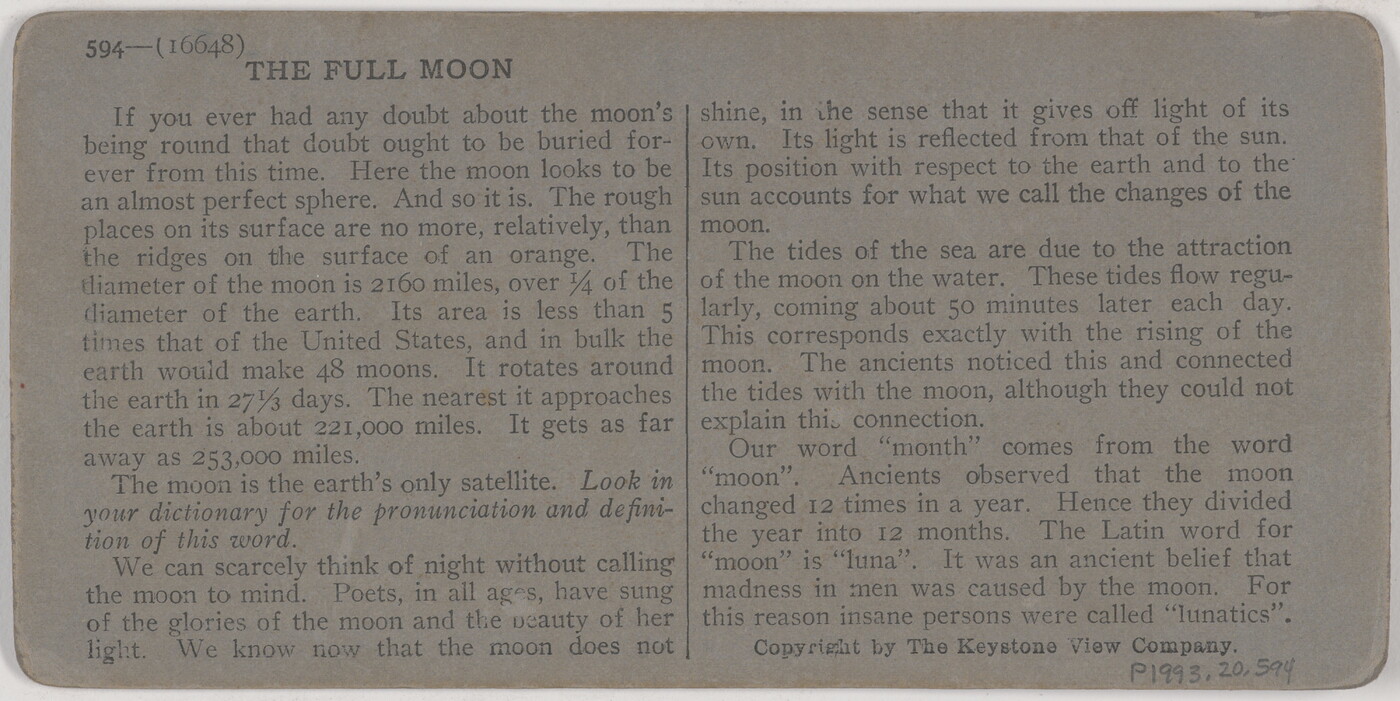 594—(16648)
THE FULL MOON
If you ever had any doubt about the moon's
being round that doubt ought to be buried for-
ever from this time. Here the moon looks to be
an almost perfect sphere. And so it is. The rough
places on its surface are no more, relatively, than
the ridges on the surface of an orange. The
diameter of the moon is 2160 miles, over ¼ of the
diameter of the earth. Its area is less than 5
times that of the United States, and in bulk the
earth would make 48 moons. It rotates around
the earth in 27⅓ days. The nearest it approaches
the earth is about 221,000 miles. It gets as far
away as 253,000 miles.
The moon is the earth's only satellite. Look in
your dictionary for the pronunciation and defini-
tion of this word.
We can scarcely think of night without calling
the moon to mind. Poets, in all ages, have sung
of the glories of the moon and the beauty of her
light. We know now that the moon does not
shine, in the sense that it gives off light of its
own. Its light is reflected from that of the sun.
Its position with respect to the earth and to the
sun accounts for what we call the changes of the
moon.
The tides of the sea are due to the attraction
of the moon on the water. These tides flow regu-
larly, coming about 50 minutes later each day.
This corresponds exactly with the rising of the
moon. The ancients noticed this and connected
the tides with the moon, although they could not
explain this connection.
Our word "month" comes from the word
"moon". Ancients observed that the moon
changed 12 times in a year. Hence they divided
the year into 12 months. The Latin word for
"moon" is "luna". It was an ancient belief that
madness in men was caused by the moon. For
this reason insane persons were called "lunatics".
Copyright by The Keystone View Company.
P1993.20.594